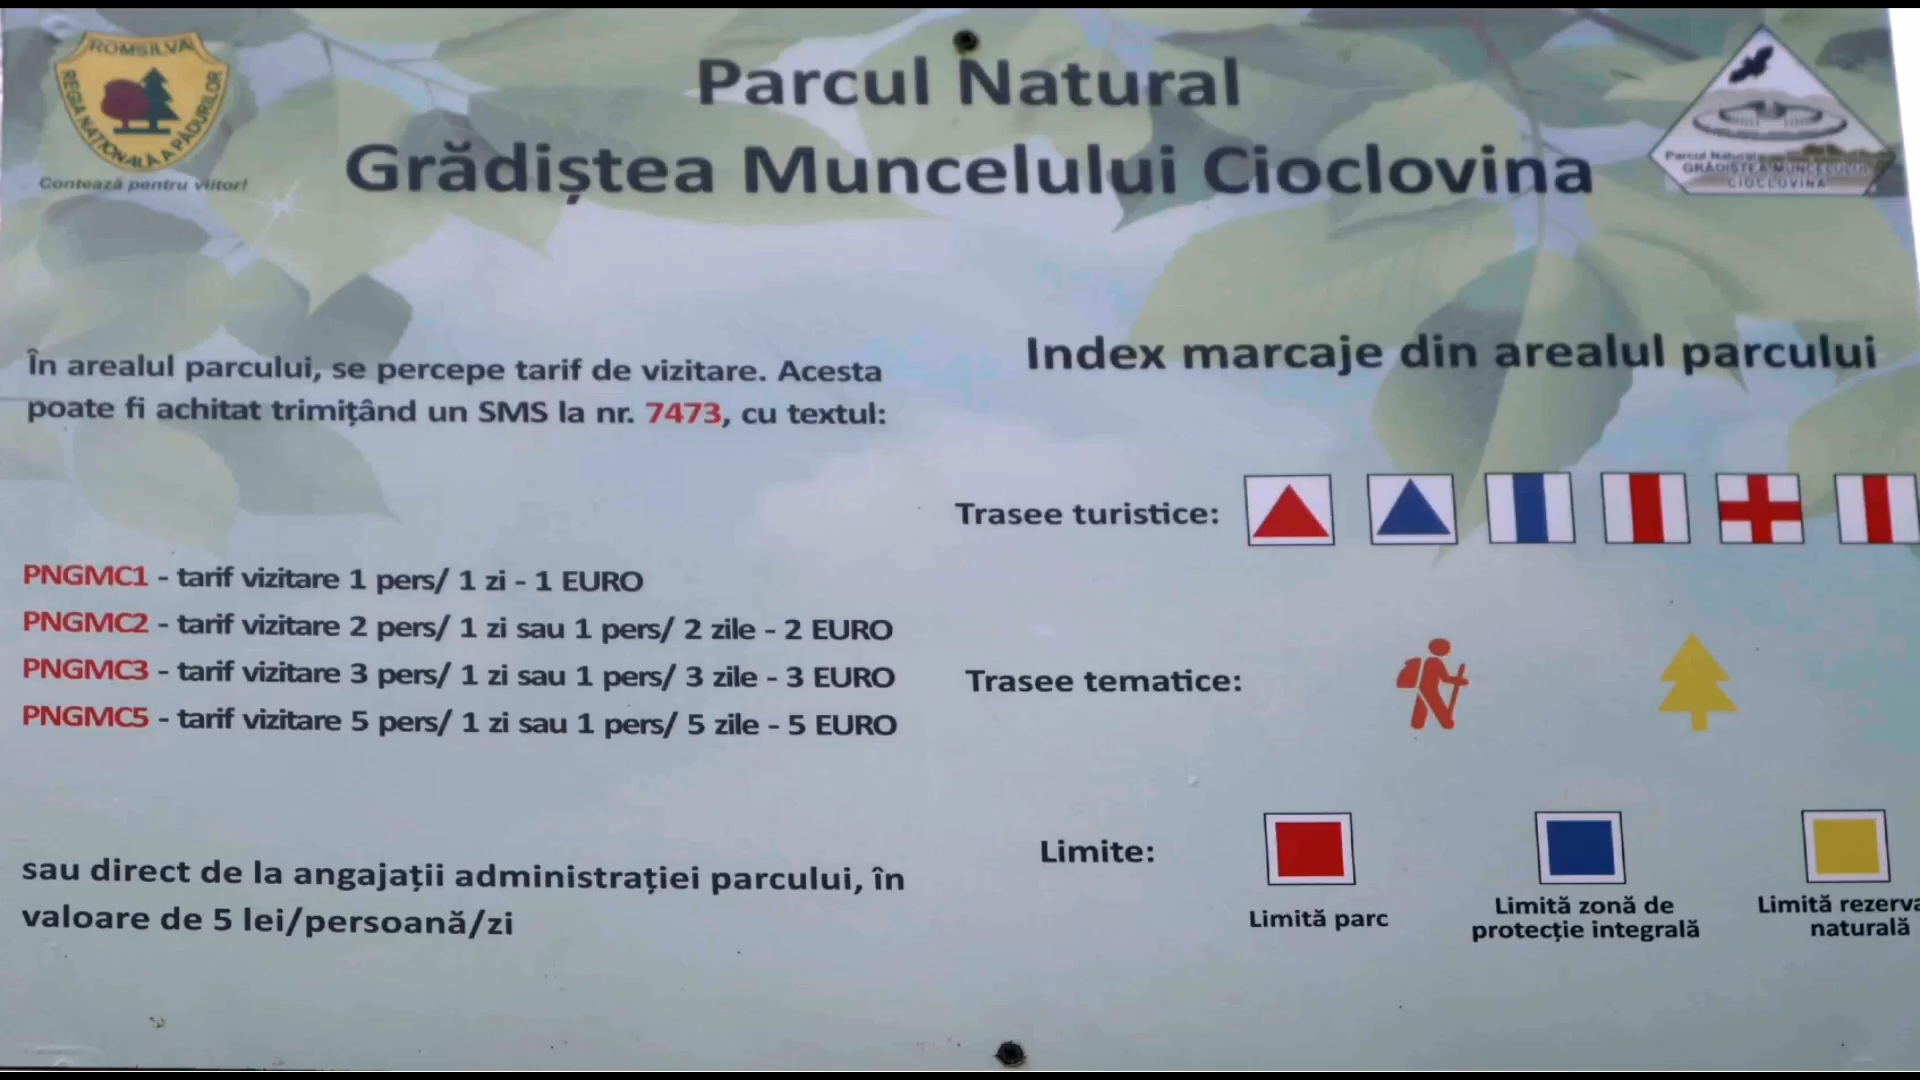 ROMSILVA
REGIA NAȚIONALĂ A PĂDURILOR
Contează pentru viitor!
Parcul Natural
Grădiștea Muncelului Cioclovina
Parcul Natural
GRĂDIȘTEA MUNCELULUI
CIOCLOVINA
În arealul parcului, se percepe tarif de vizitare. Acesta
poate fi achitat trimițând un SMS la nr. 7473, cu textul:
PNGMC1 - tarif vizitare 1 pers/ 1 zi - 1 EURO
PNGMC2 - tarif vizitare 2 pers/ 1 zi sau 1 pers/ 2 zile - 2 EURO
PNGMC3 - tarif vizitare 3 pers/ 1 zi sau 1 pers/ 3 zile - 3 EURO
PNGMC5 - tarif vizitare 5 pers/ 1 zi sau 1 pers/ 5 zile - 5 EURO
sau direct de la angajații administrației parcului, în
valoare de 5 lei/persoană/zi
Index marcaje din arealul parcului
Trasee turistice:
Trasee tematice:
Limite:
Limită parc
Limită zonă de
protecție integrală
Limită rezerva
naturală